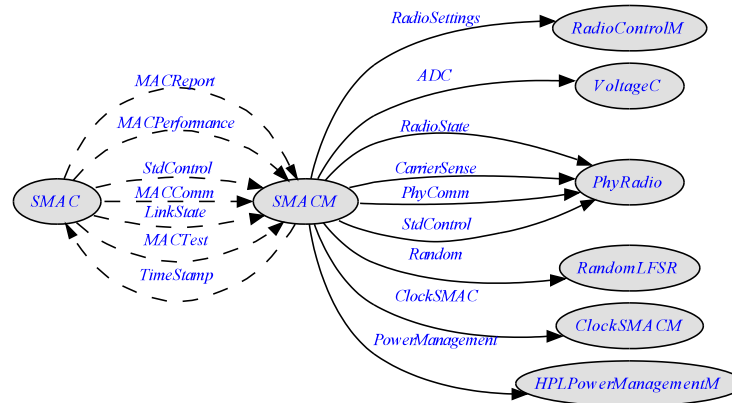 RadioSettings
RadioControlM
ADC
VoltageC
MACReport
MACPerformance
RadioState
StdControl
CarrierSense
PhyRadio
MACComm
PhyComm
SMAC
SMACM
LinkState
StdControl
MACTest
Random
TimeStamp
RandomLFSR
ClockSMAC
ClockSMACM
PowerManagement
HPLPowerManagementM